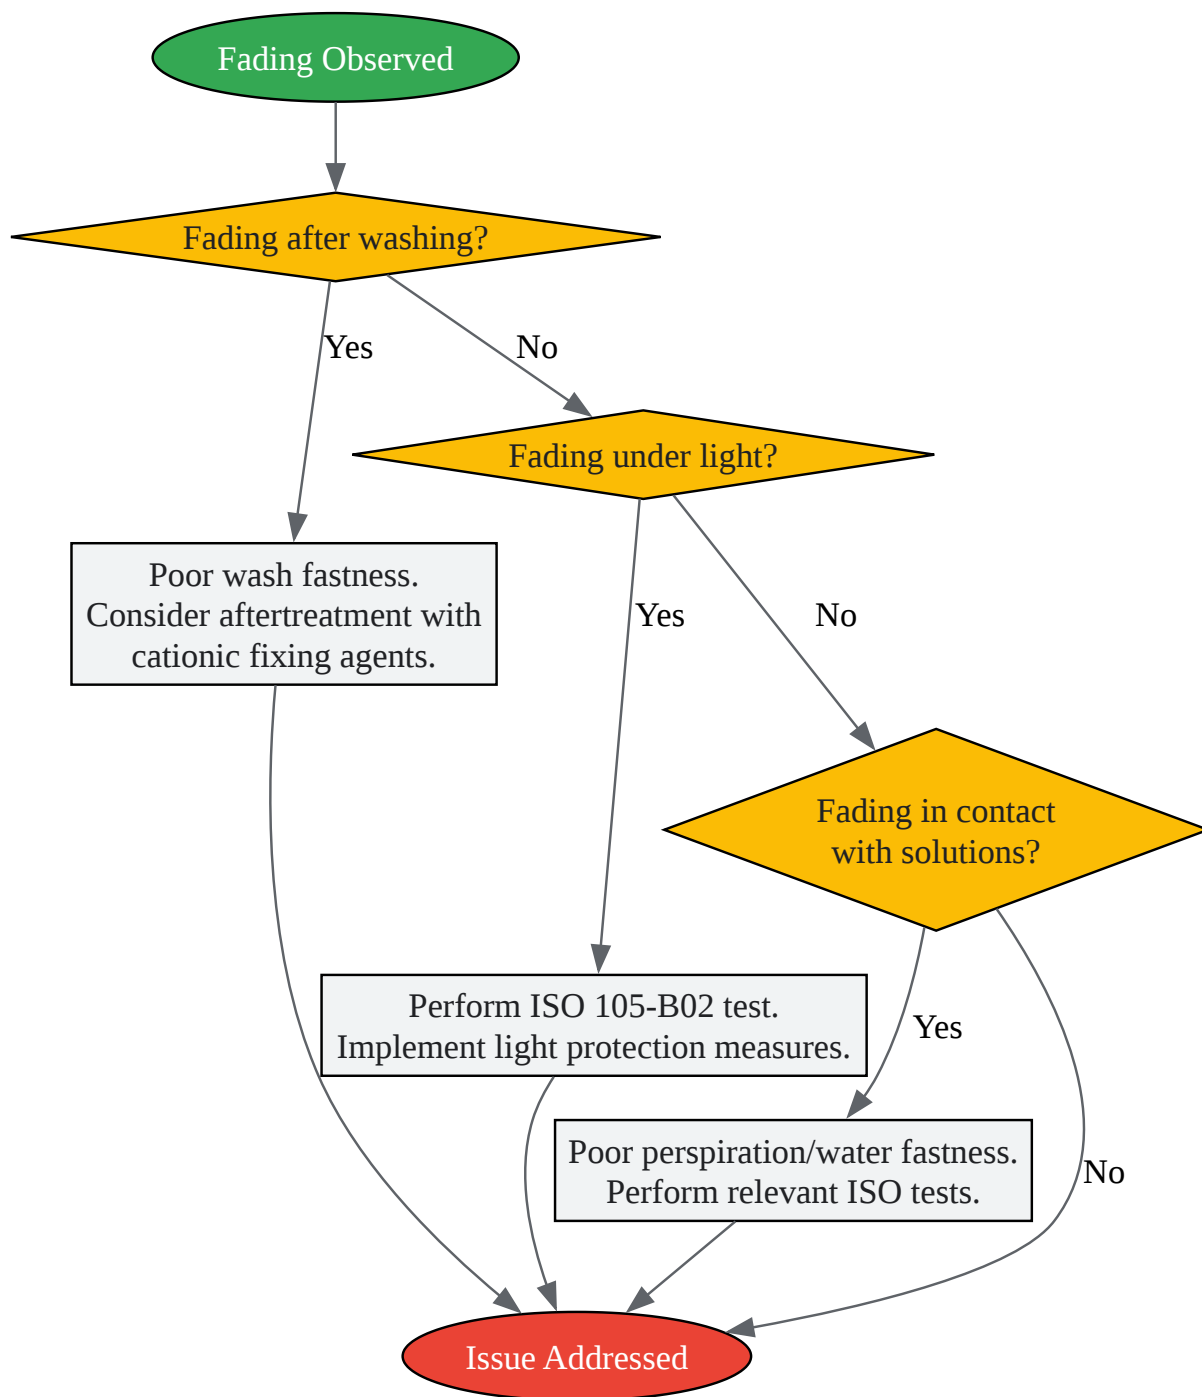 Fading Observed
Fading after washing?
Yes
No
Fading under light?
Poor wash fastness.
Consider aftertreatment with
cationic fixing agents.
Yes
No
Fading in contact
with solutions?
Perform ISO 105-B02 test.
Implement light protection measures.
Yes
Poor perspiration/water fastness.
Perform relevant ISO tests.
No
Issue Addressed